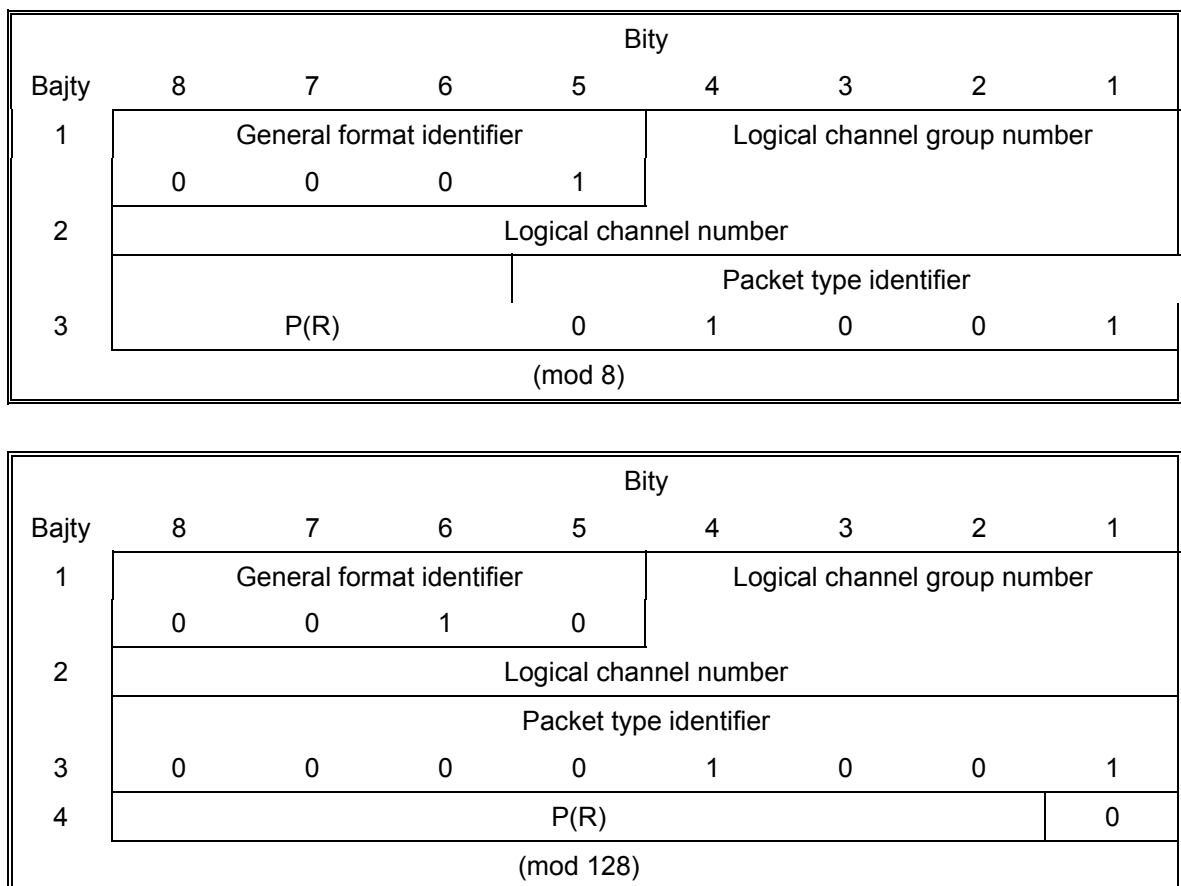 Bity
Bajty 8 7 6 5 4 3 2 1
1 General format identifier Logical channel group number
0 0 0 1
2 Logical channel number
Packet type identifier
3 P(R) 0 1 0 0 1
(mod 8)
Bity
Bajty 8 7 6 5 4 3 2 1
1 General format identifier Logical channel group number
0 0 1 0
2 Logical channel number
Packet type identifier
3 0 0 0 0 1 0 0 1
4 P(R) 0
(mod 128)